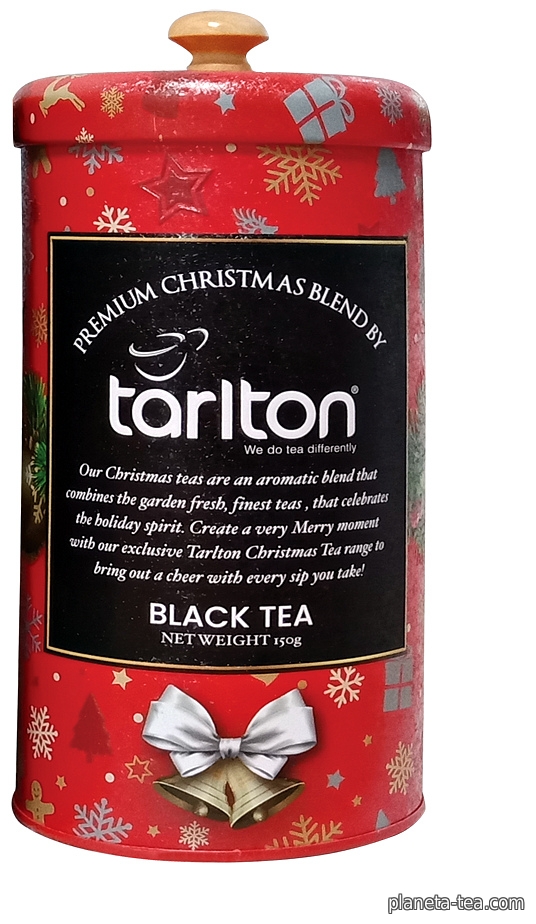 PREMIUM CHRISTMAS BLEND BY
tarlton®
We do tea differently
Our Christmas teas are an aromatic blend that
combines the garden fresh, finest teas , that celebrates
the holiday spirit. Create a very Merry moment
with our exclusive Tarlton Christmas Tea range to
bring out a cheer with every sip you take!
BLACK TEA
NET WEIGHT 150g
planeta-tea.com